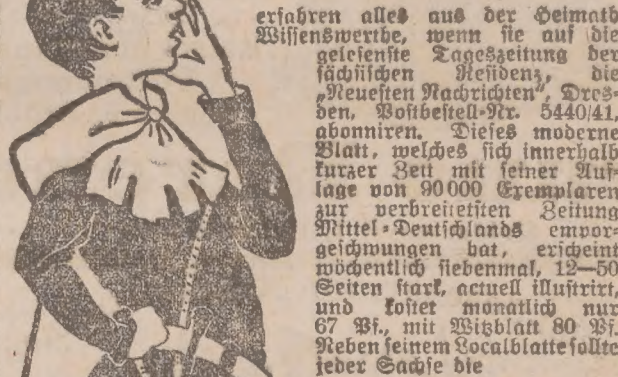 erfahren alles aus der Heimath
Wissenswerthe, wenn sie auf die
gelesenste Tageszeitung der
sächsischen Residenz, die
„Neuesten Nachrichten“, Dres-
den, Postbestell-Nr. 5440/41,
abonniren. Dieses moderne
Blatt, welches sich innerhalb
kurzer Zeit mit seiner Auf-
lage von 90 000 Exemplaren
zur verbreitetsten Zeitung
Mittel-Deutschlands empor-
geschwungen hat, erscheint
wöchentlich siebenmal, 12—50
Seiten stark, actuell illustrirt,
und kostet monatlich nur
67 Pf., mit Witzblatt 80 Pf.
Neben seinem Localblatte sollte
jeder Sachse die